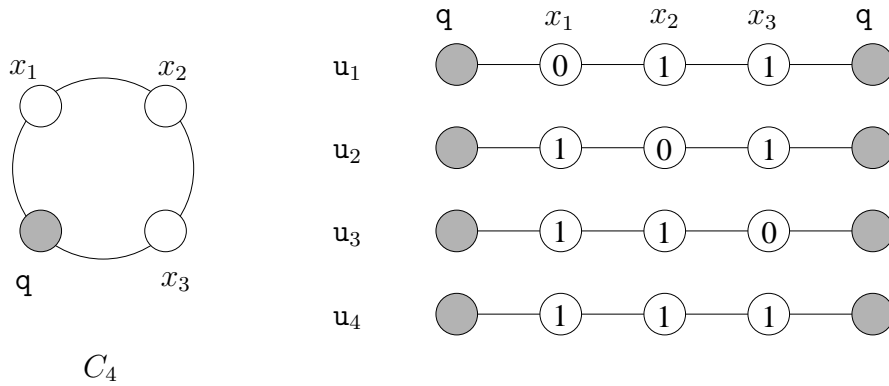 q x₁ x₂ x₃ q
x₁ x₂
u₁ 0 1 1
u₂ 1 0 1
u₃ 1 1 0
q x₃
u₄ 1 1 1
C₄